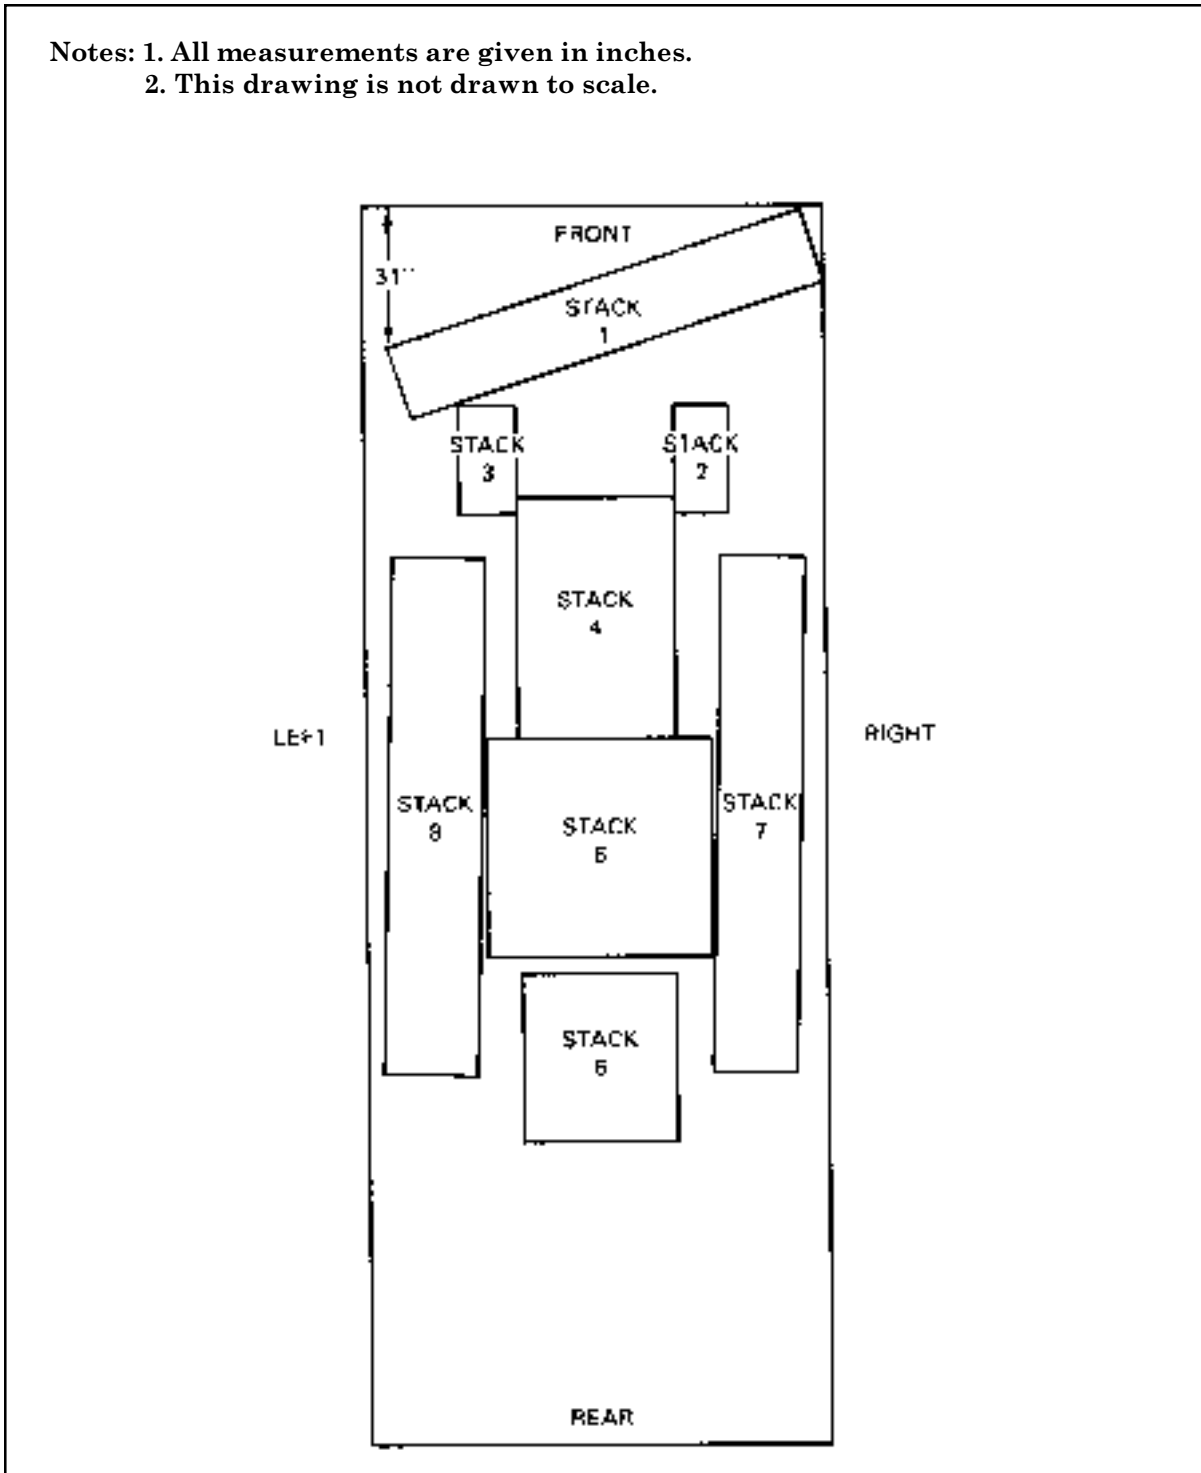 Notes: 1. All measurements are given in inches.
2. This drawing is not drawn to scale.
FRONT
31"
STACK
1
STACK
3
STACK
2
STACK
4
LEFT
RIGHT
STACK
8
STACK
5
STACK
7
STACK
6
REAR